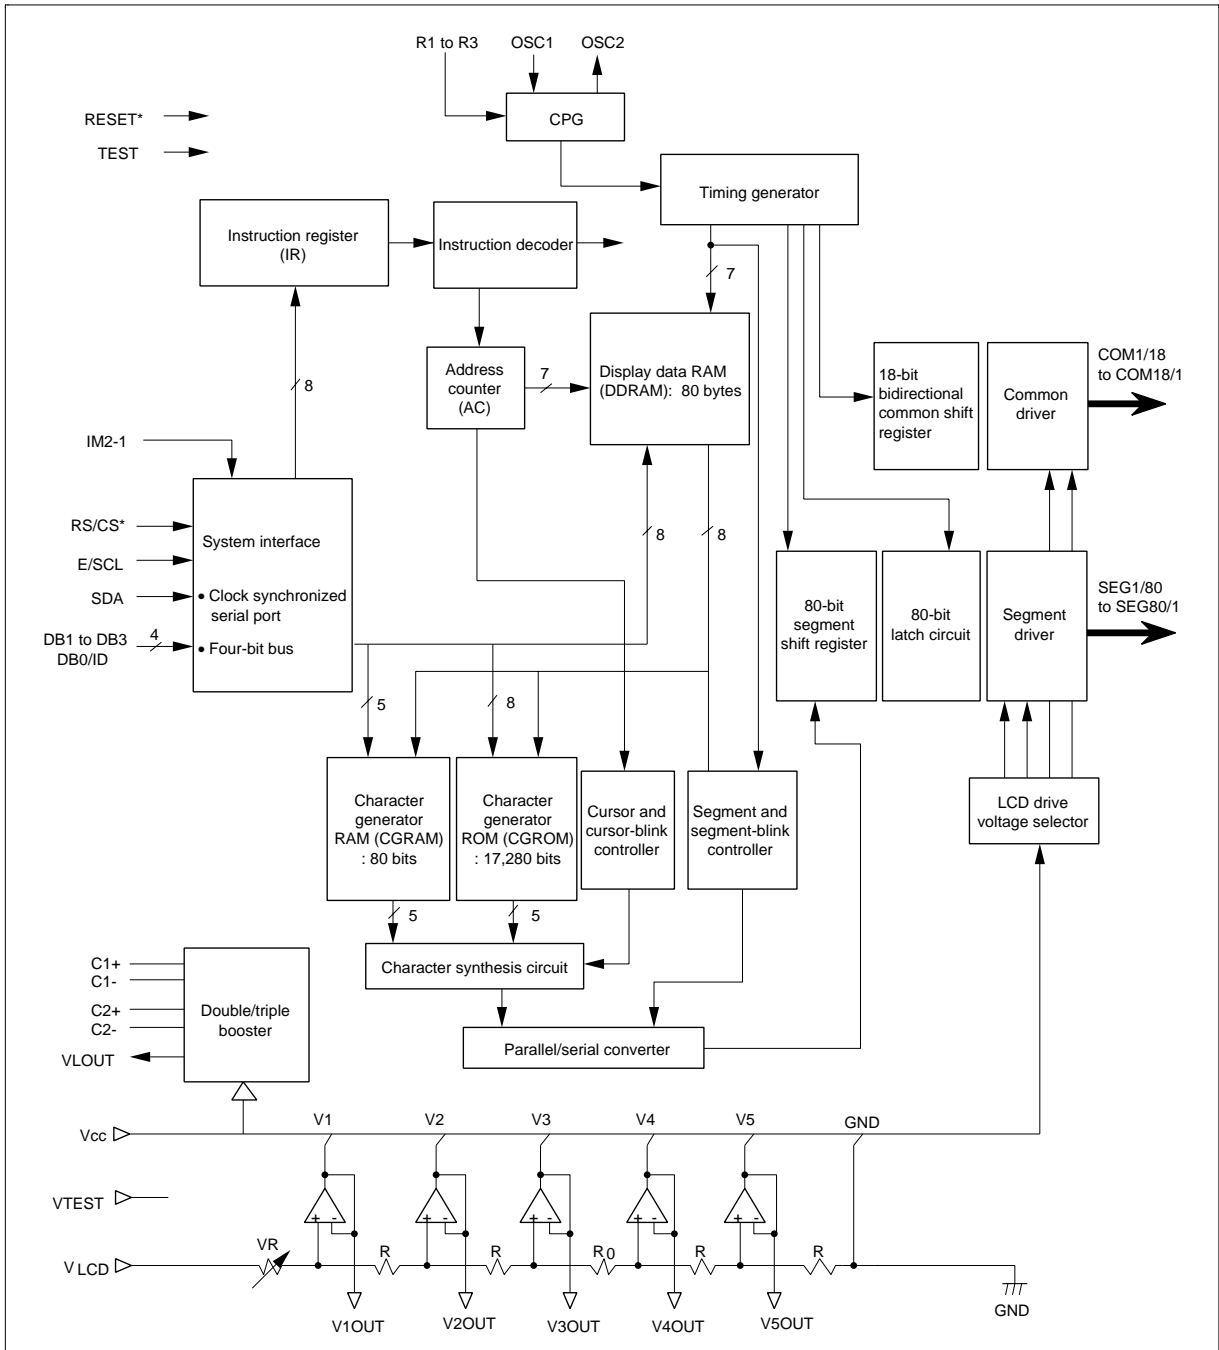 R1 to R3
OSC1
OSC2
CPG
RESET*
TEST
Timing generator
Instruction register
(IR)
Instruction decoder
7
Address
counter
(AC)
7
Display data RAM
(DDRAM): 80 bytes
18-bit
bidirectional
common shift
register
Common
driver
COM1/18
to COM18/1
8
IM2-1
RS/CS*
E/SCL
SDA
DB1 to DB3
DB0/ID
4
System interface
• Clock synchronized
serial port
• Four-bit bus
8
8
80-bit
segment
shift register
80-bit
latch circuit
Segment
driver
SEG1/80
to SEG80/1
5
8
Character
generator
RAM (CGRAM)
: 80 bits
Character
generator
ROM (CGROM)
: 17,280 bits
Cursor and
cursor-blink
controller
Segment and
segment-blink
controller
LCD drive
voltage selector
5
5
Character synthesis circuit
Parallel/serial converter
C1+
C1-
C2+
C2-
VLOUT
Double/triple
booster
Vcc
V1
V2
V3
V4
V5
GND
VTEST
+ -
+ -
+ -
+ -
+ -
VLCD
VR
R
R
R0
R
R
GND
V1OUT
V2OUT
V3OUT
V4OUT
V5OUT